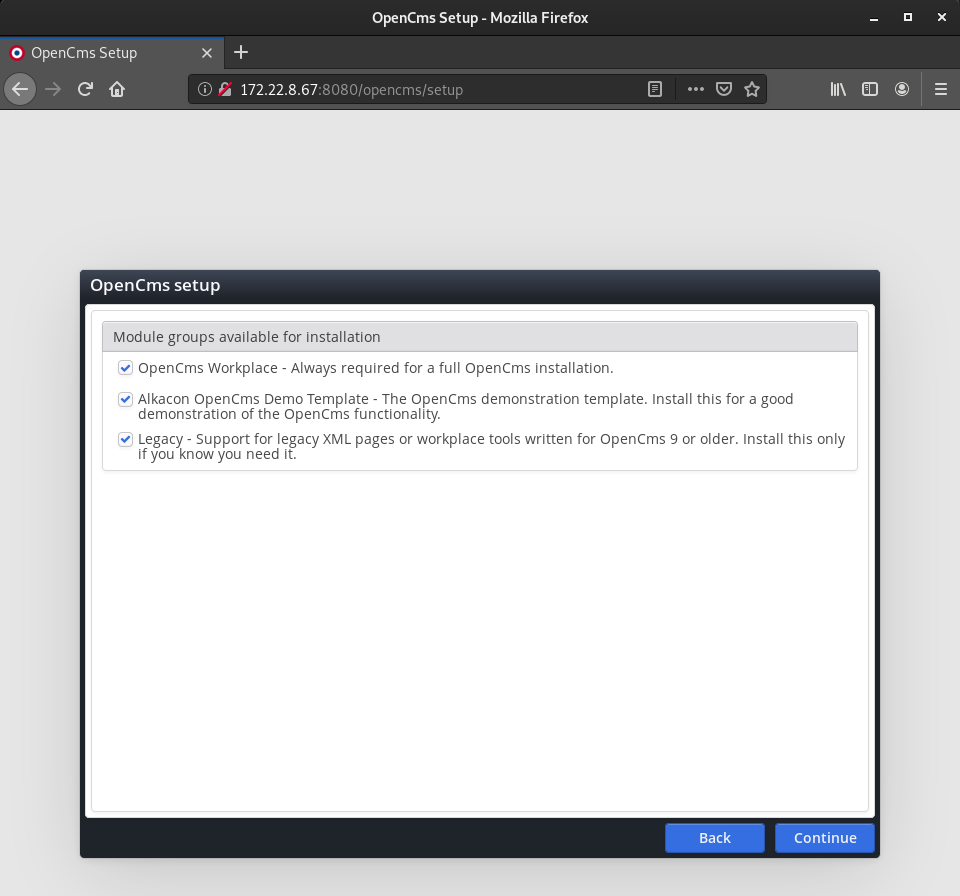 OpenCms Setup - Mozilla Firefox
OpenCms Setup
172.22.8.67:8080/opencms/setup
OpenCms setup
Module groups available for installation
OpenCms Workplace - Always required for a full OpenCms installation.
Alkacon OpenCms Demo Template - The OpenCms demonstration template. Install this for a good
demonstration of the OpenCms functionality.
Legacy - Support for legacy XML pages or workplace tools written for OpenCms 9 or older. Install this only
if you know you need it.
Back
Continue